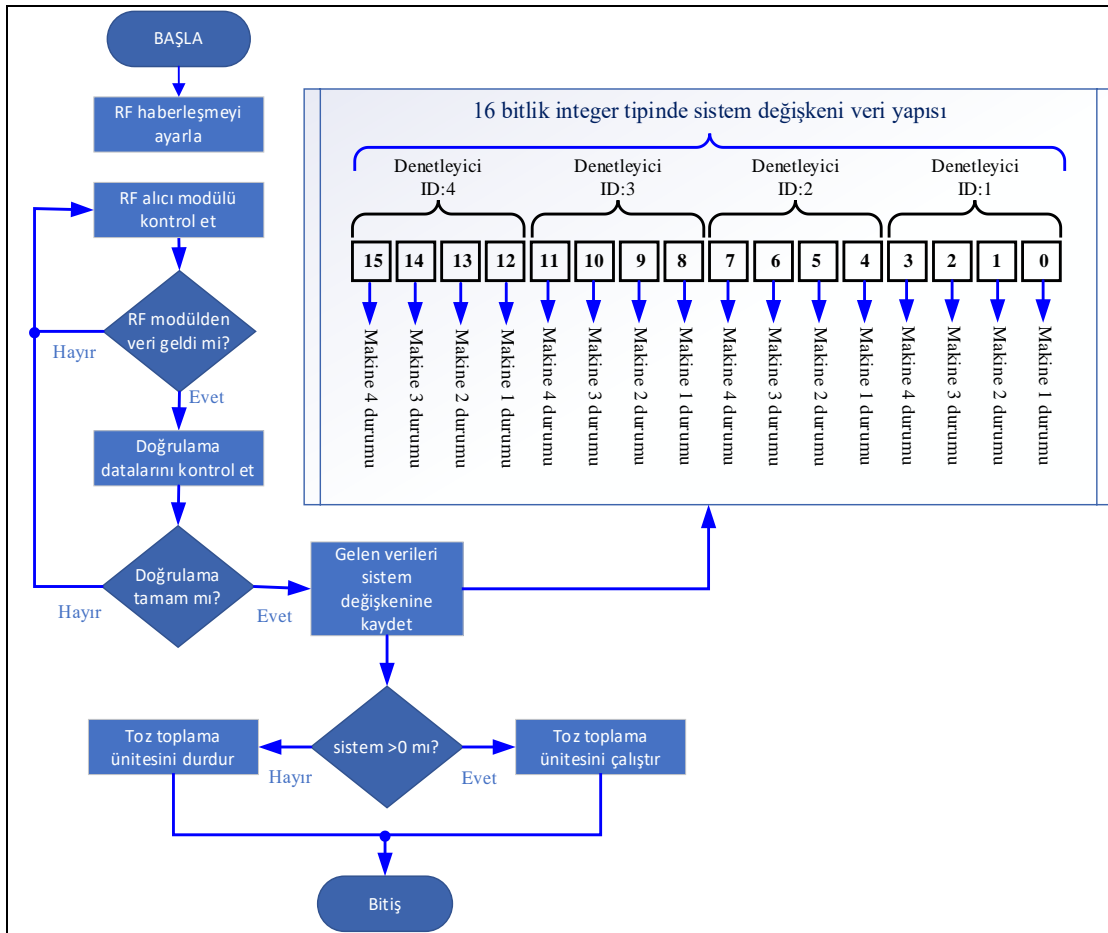 BAŞLA
RF haberleşmeyi
ayarla
RF alıcı modülü
kontrol et
RF modülden
veri geldi mi?
Hayır
Evet
Doğrulama
datalarını kontrol et
Doğrulama
tamam mı?
Hayır
Evet
Gelen verileri
sistem
değişkenine
kaydet
16 bitlik integer tipinde sistem değişkeni veri yapısı
Denetleyici
ID:4
Denetleyici
ID:3
Denetleyici
ID:2
Denetleyici
ID:1
15 14 13 12 11 10 9 8 7 6 5 4 3 2 1 0
Makine 4 durumu
Makine 3 durumu
Makine 2 durumu
Makine 1 durumu
Makine 4 durumu
Makine 3 durumu
Makine 2 durumu
Makine 1 durumu
Makine 4 durumu
Makine 3 durumu
Makine 2 durumu
Makine 1 durumu
Makine 4 durumu
Makine 3 durumu
Makine 2 durumu
Makine 1 durumu
sistem >0 mı?
Hayır
Evet
Toz toplama
ünitesini durdur
Toz toplama
ünitesini çalıştır
Bitiş